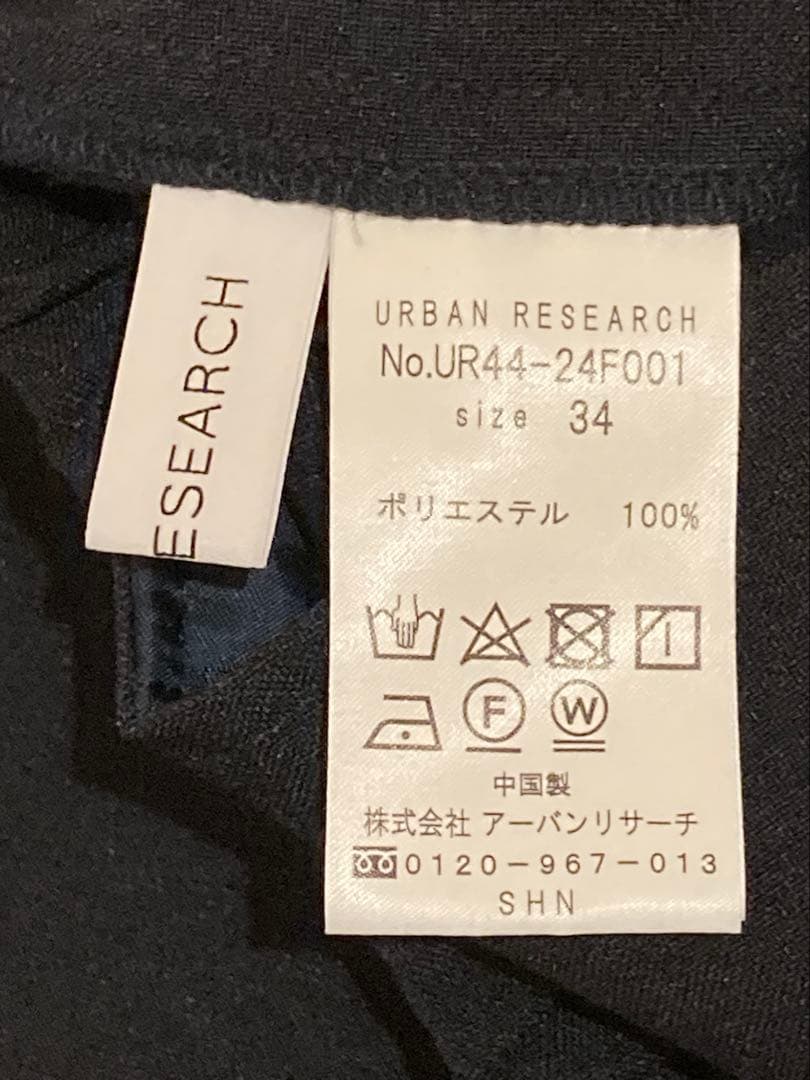 ESEARCH
URBAN RESEARCH
No.UR44-24F001
size 34
ポリエステル 100%
F W
中国製
株式会社 アーバンリサーチ
0120-967-013
SHN